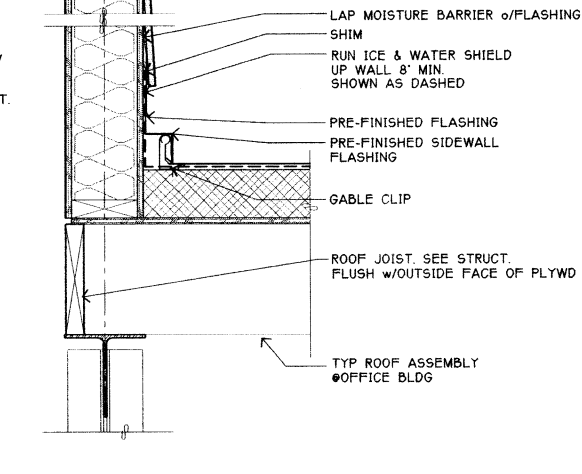 LAP MOISTURE BARRIER o/FLASHING
SHIM
RUN ICE & WATER SHIELD
UP WALL 8" MIN.
SHOWN AS DASHED
T.
PRE-FINISHED FLASHING
PRE-FINISHED SIDEWALL
FLASHING
GABLE CLIP
ROOF JOIST. SEE STRUCT.
FLUSH w/OUTSIDE FACE OF PLYWD
TYP ROOF ASSEMBLY
@OFFICE BLDG